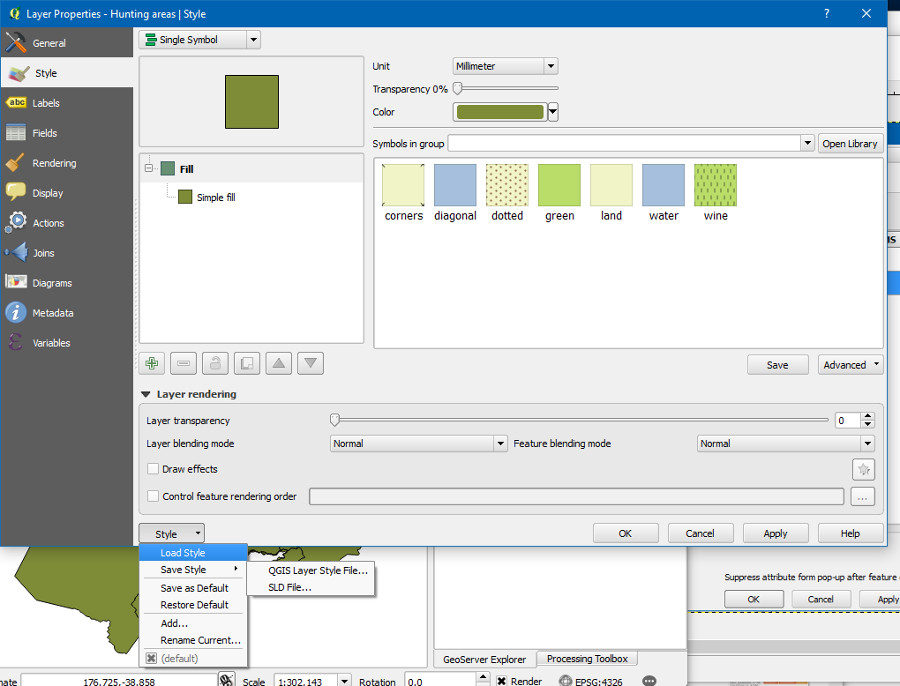 Layer Properties - Hunting areas | Style
General
Style
Labels
Fields
Rendering
Display
Actions
Joins
Diagrams
Metadata
Variables
abc
Single Symbol
Unit
Millimeter
Transparency 0%
Color
Symbols in group
Open Library
Fill
Simple fill
corners diagonal dotted green land water wine
Save
Advanced
Layer rendering
Layer transparency
0
Layer blending mode
Normal
Feature blending mode
Normal
Draw effects
Control feature rendering order
...
Style
OK
Cancel
Apply
Help
Load Style
Save Style
Save as Default
Restore Default
Add...
Rename Current...
(default)
QGIS Layer Style File...
SLD File...
Suppress attribute form pop-up after feature
OK
Cancel
Apply
GeoServer Explorer
Processing Toolbox
176.725,-38.858
Scale
1:302.143
Rotation
0.0
Render
EPSG:4326